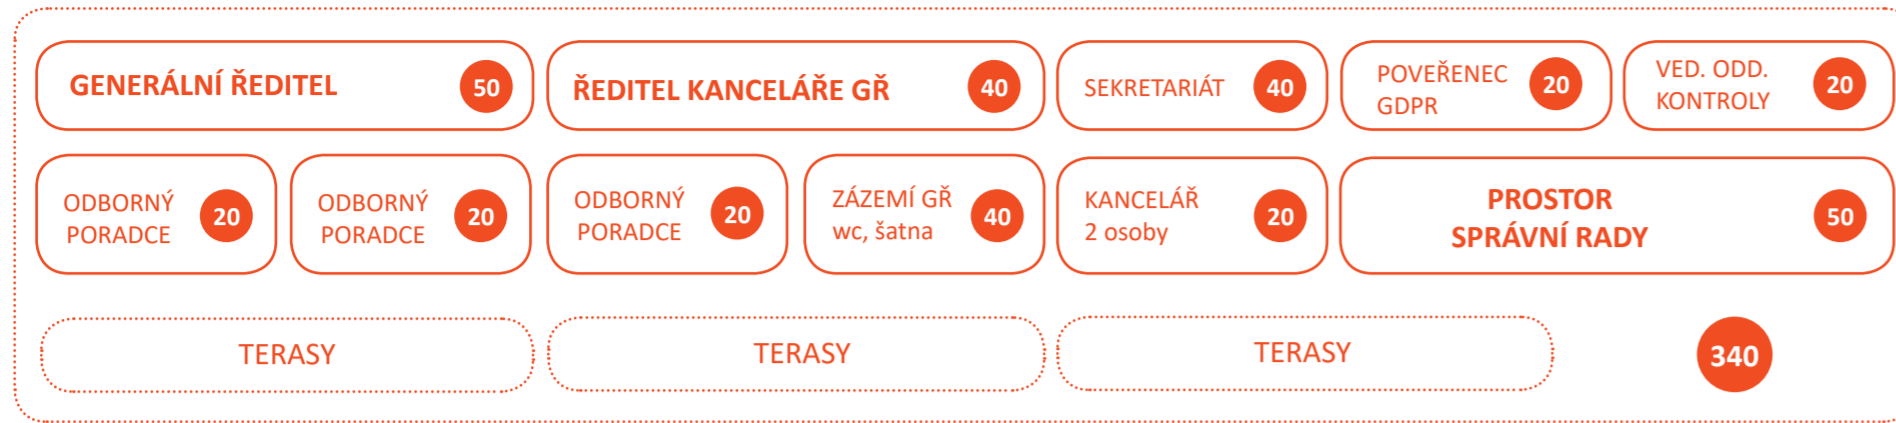 GENERÁLNÍ ŘEDITEL
50
ŘEDITEL KANCELÁŘE GŘ
40
SEKRETARIÁT
40
POVEŘENEC
GDPR
20
VED. ODD.
KONTROLY
20
ODBORNÝ
PORADCE
20
ODBORNÝ
PORADCE
20
ODBORNÝ
PORADCE
20
ZÁZEMÍ GŘ
wc, šatna
40
KANCELÁŘ
2 osoby
20
PROSTOR
SPRÁVNÍ RADY
50
TERASY
TERASY
TERASY
340